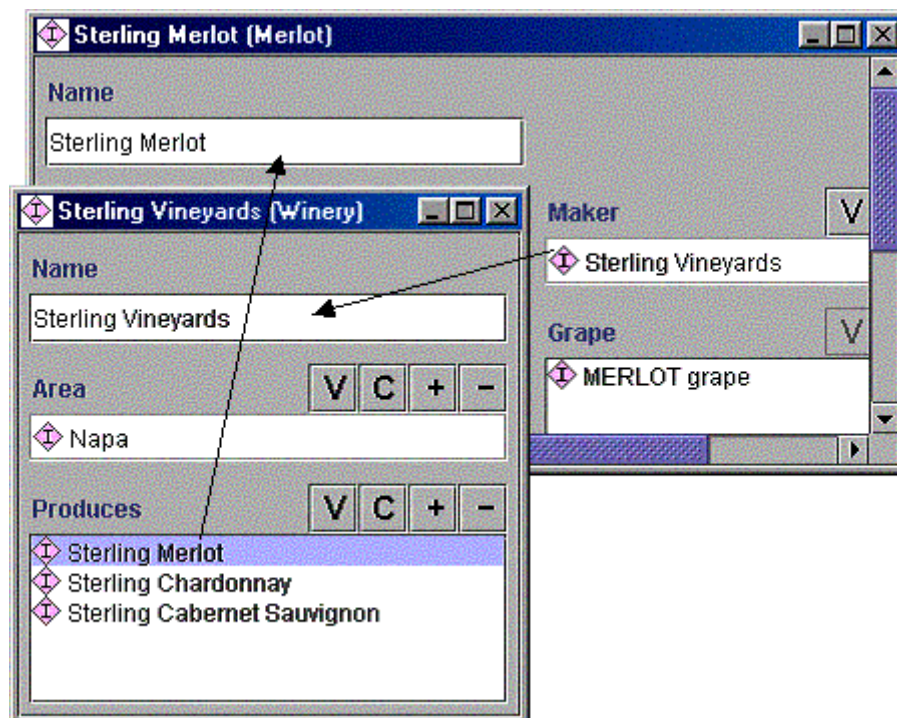 Sterling Merlot (Merlot)
Name
Sterling Merlot
Maker V
Sterling Vineyards
Grape V
MERLOT grape
Sterling Vineyards (Winery)
Name
Sterling Vineyards
Area V C + −
Napa
Produces V C + −
Sterling Merlot
Sterling Chardonnay
Sterling Cabernet Sauvignon